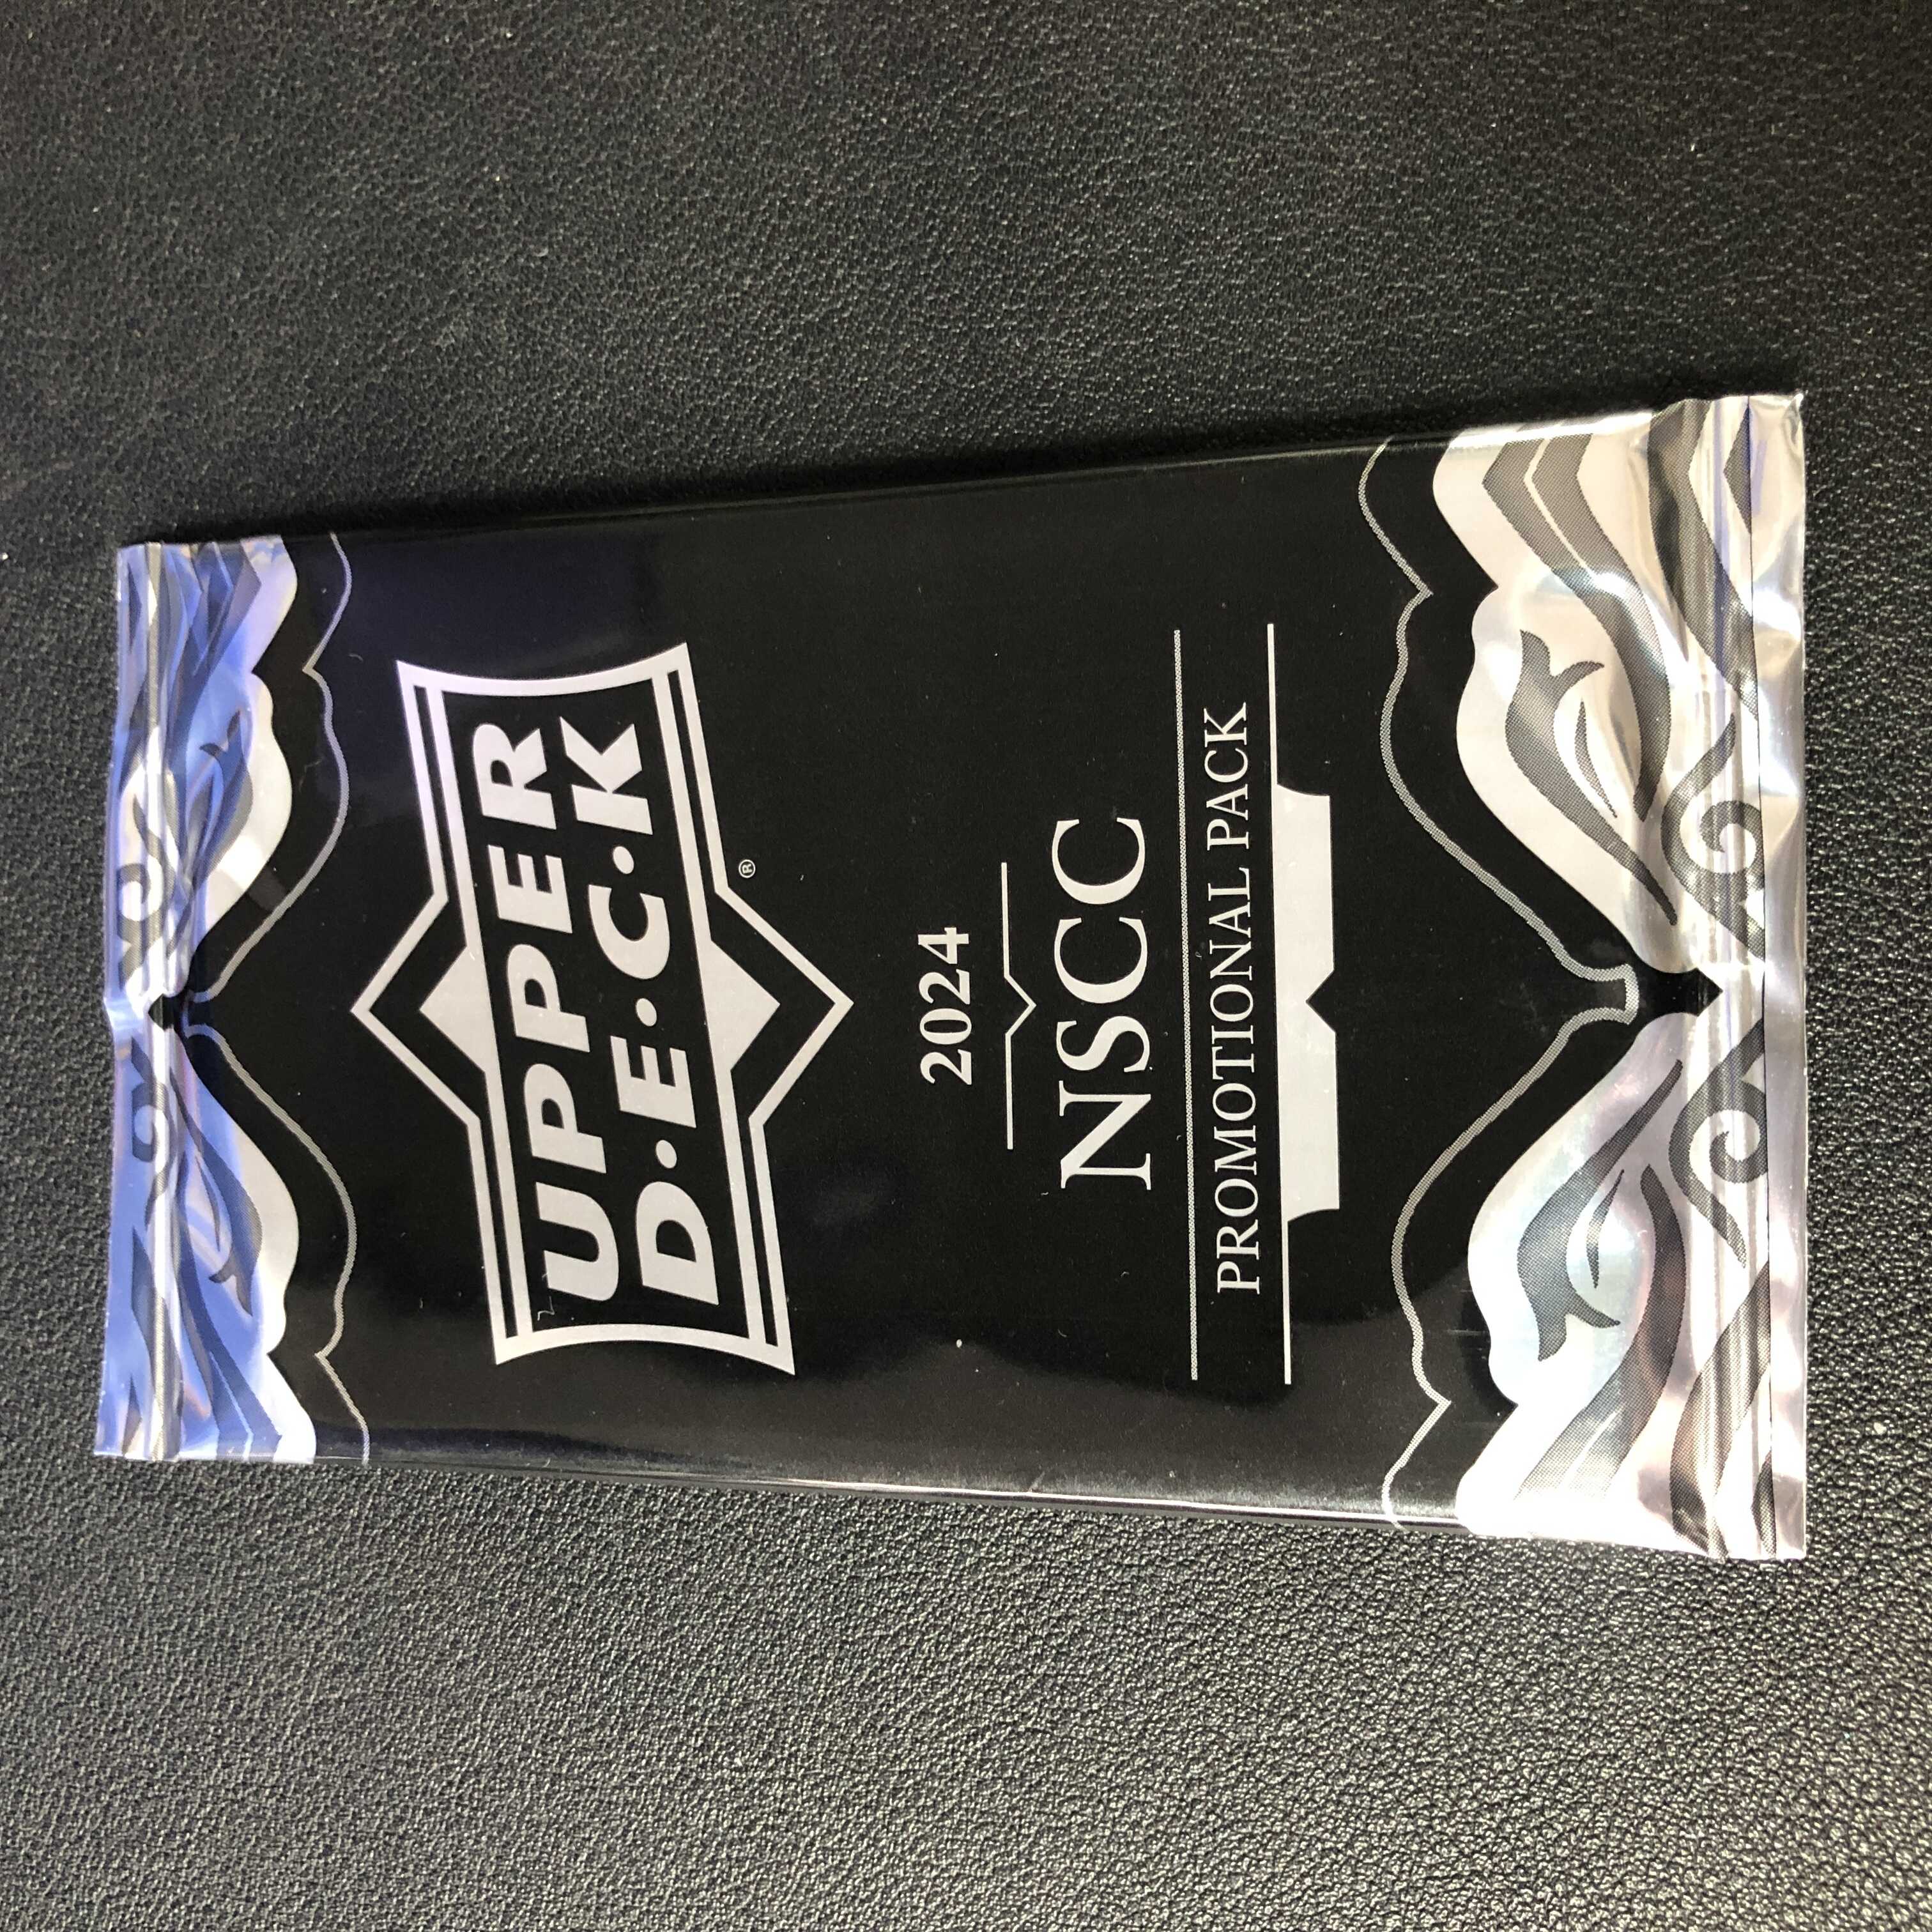 UPPER
D.E.C.K
®
2024
NSCC
PROMOTIONAL PACK